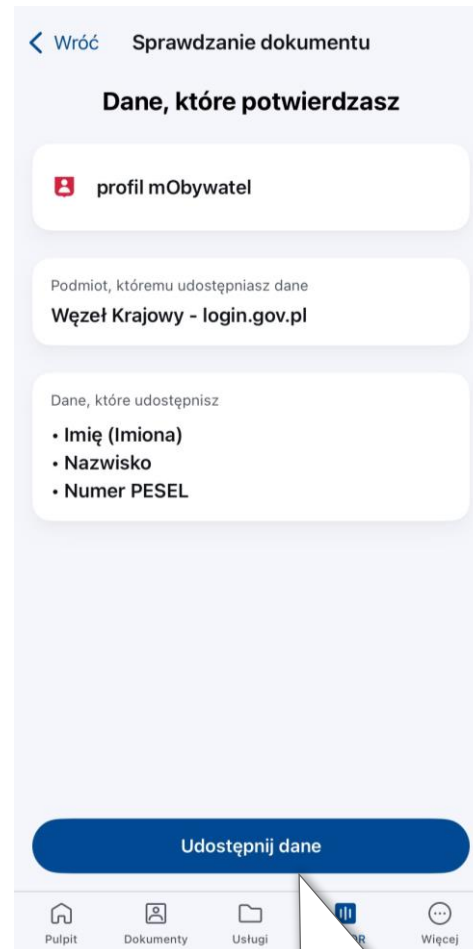 Wróć Sprawdzanie dokumentu
Dane, które potwierdzasz
profil mObywatel
Podmiot, któremu udostępniasz dane
Węzeł Krajowy - login.gov.pl
Dane, które udostępnisz
• Imię (Imiona)
• Nazwisko
• Numer PESEL
Udostępnij dane
Pulpit Dokumenty Usługi Więcej